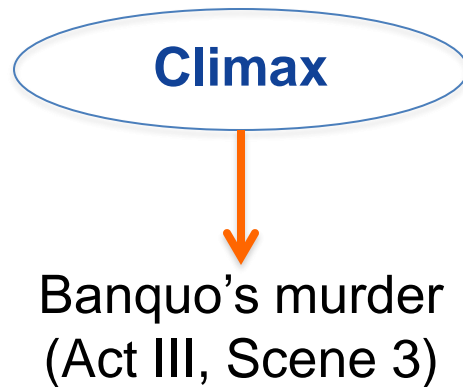 Climax
Banquo’s murder
(Act III, Scene 3)